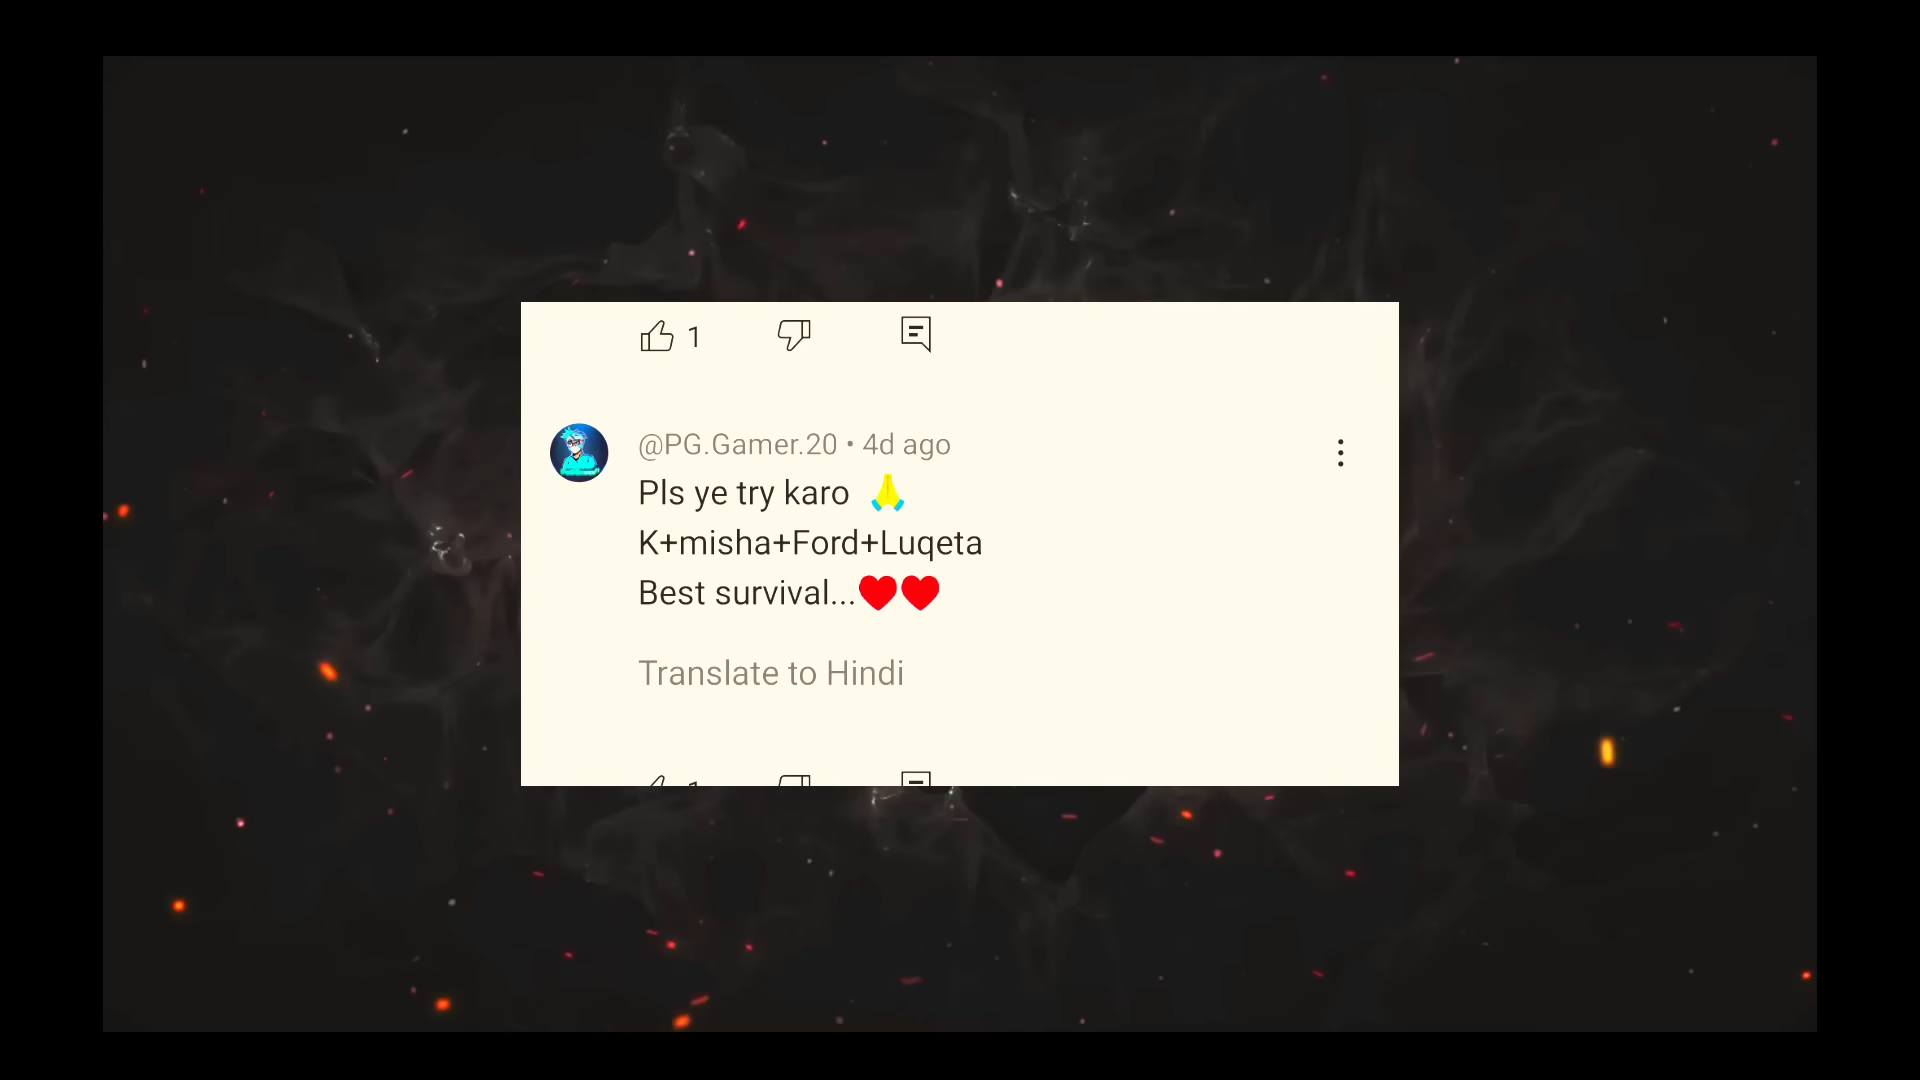 1
@PG.Gamer.20 • 4d ago
Pls ye try karo 🙏
K+misha+Ford+Luqeta
Best survival...❤️❤️
Translate to Hindi